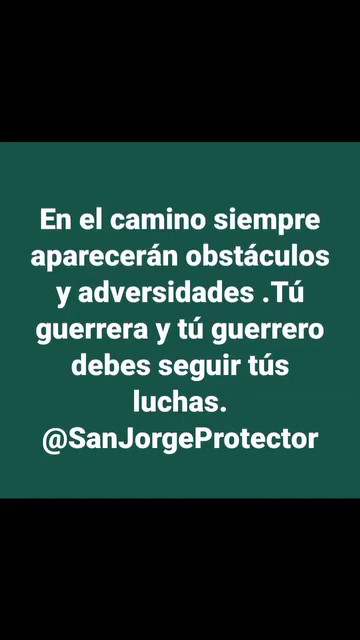 En el camino siempre
aparecerán obstáculos
y adversidades .Tú
guerrera y tú guerrero
debes seguir tús
luchas.
@SanJorgeProtector